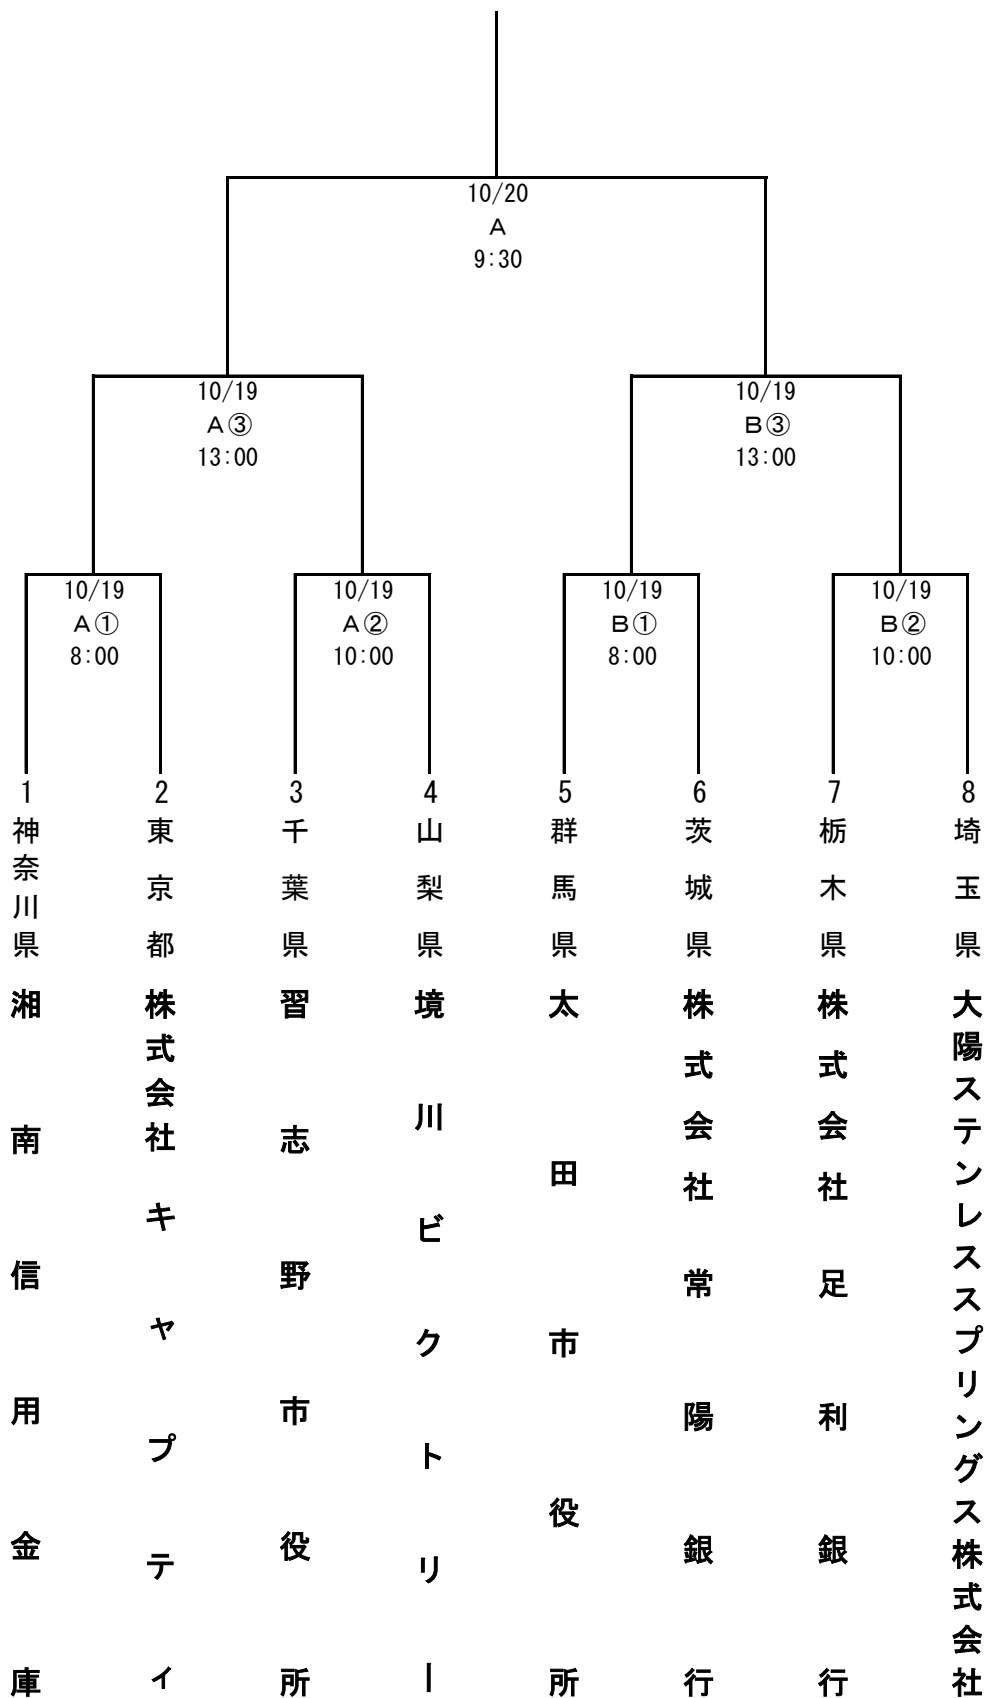 10/20
A
9:30
10/19
A③
13:00
10/19
B③
13:00
10/19
A①
8:00
10/19
A②
10:00
10/19
B①
8:00
10/19
B②
10:00
1
神奈川県
湘南信用金庫
2
東京都
株式会社キャプティ
3
千葉県
習志野市役所
4
山梨県
境川ビクトリー
5
群馬県
太田市役所
6
茨城県
株式会社常陽銀行
7
栃木県
株式会社足利銀行
8
埼玉県
大陽ステンレススプリングス株式会社